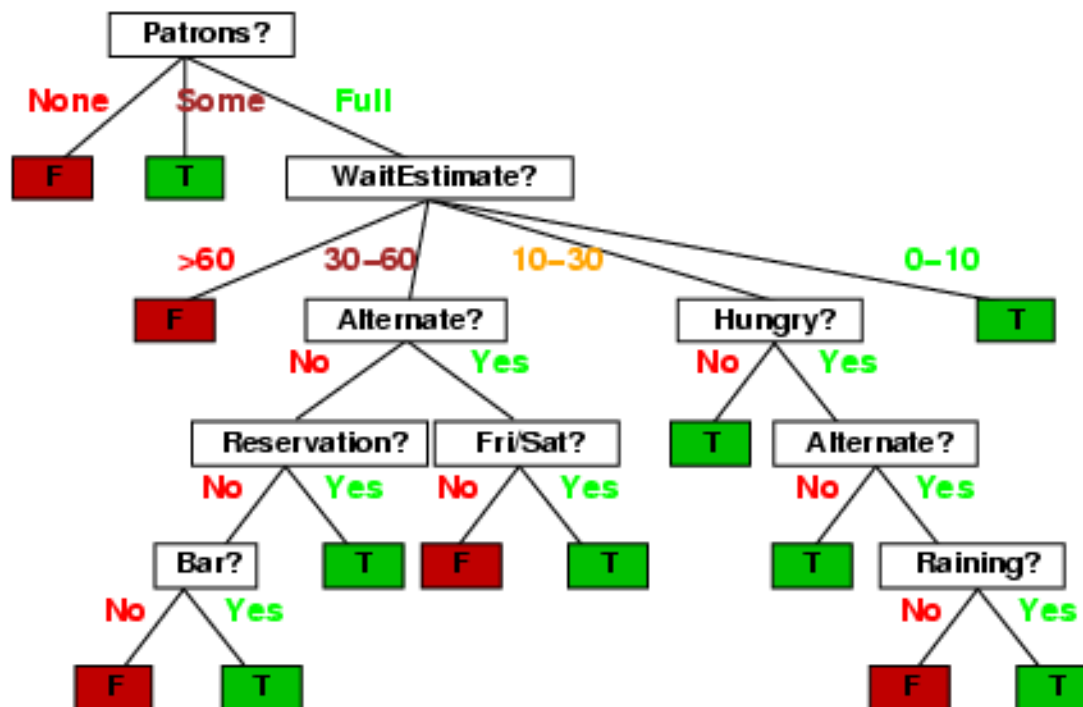 Patrons?
None Some Full
F T WaitEstimate?
>60 30–60 10–30 0–10
F Alternate? Hungry? T
No Yes No Yes
Reservation? Fri/Sat? T Alternate?
No Yes No Yes No Yes
Bar? T F T T Raining?
No Yes No Yes
F T F T